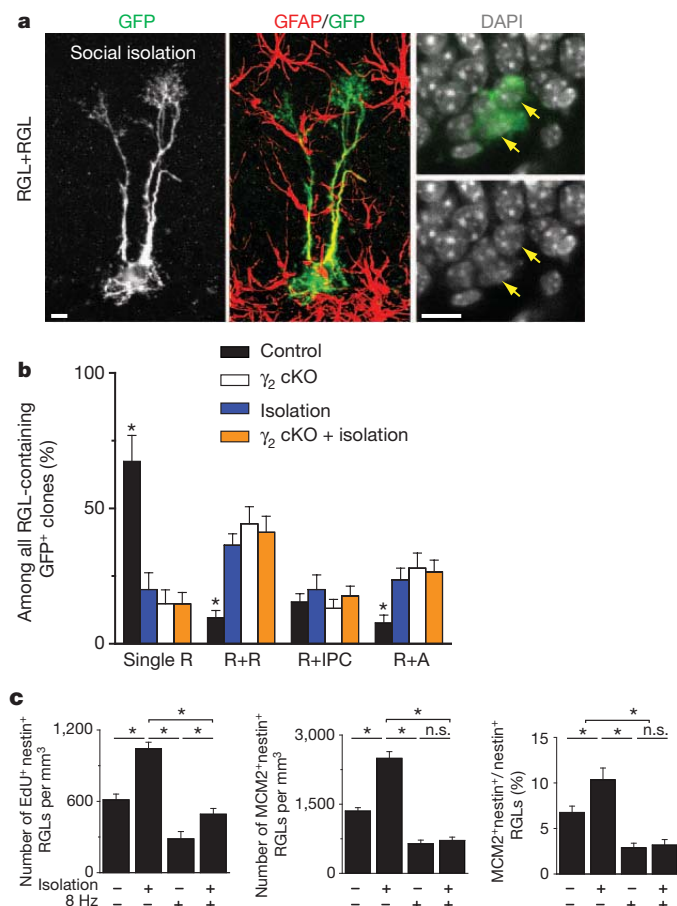 a
GFP
GFAP/GFP
DAPI
Social isolation
RGL+RGL
b
Control
γ2 cKO
Isolation
γ2 cKO + isolation
Among all RGL-containing
GFP+ clones (%)
100
50
0
*
*
*
Single R
R+R
R+IPC
R+A
c
Number of EdU+ nestin+
RGLs per mm3
1,200
600
0
*
* * *
Number of MCM2+nestin+
RGLs per mm3
3,000
1,500
0
*
* * n.s.
MCM2+nestin+/ nestin+
RGLs (%)
15
10
5
0
*
* * n.s.
Isolation – + – + – + – + – + – +
8 Hz – – + + – – + + – – + +